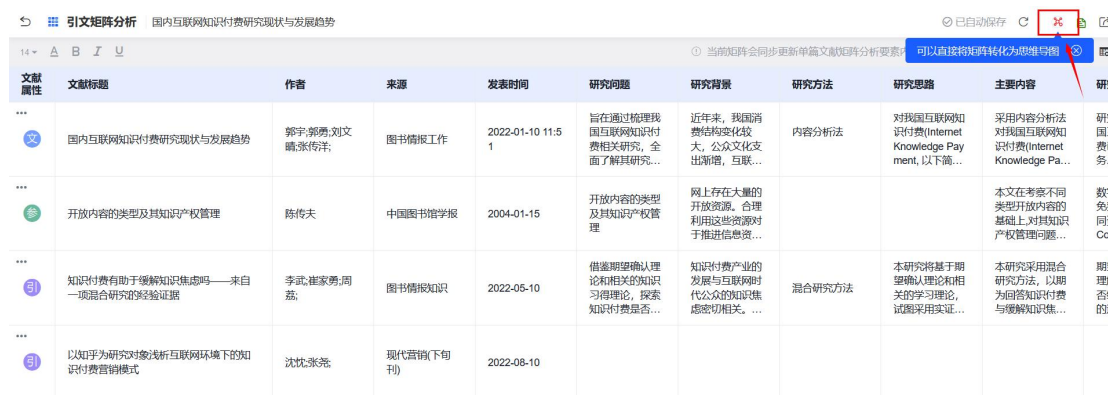 引文矩阵分析 国内互联网知识付费研究现状与发展趋势 已自动保存
14 A B I U 当前矩阵会同步更新单篇文献矩阵分析要素内 可以直接将矩阵转化为思维导图
文献属性 文献标题 作者 来源 发表时间 研究问题 研究背景 研究方法 研究思路 主要内容 研
文
国内互联网知识付费研究现状与发展趋势
郭宇;郭勇;刘文
晴;张传洋;
图书情报工作
2022-01-10 11:5
1
旨在通过梳理我
国互联网知识付
费相关研究，全
面了解其研究...
近年来，我国消
费结构变化较
大，公众文化支
出渐增，互联...
内容分析法
对我国互联网知
识付费(Internet
Knowledge Pay
ment, 以下简...
采用内容分析法
对我国互联网知
识付费(Internet
Knowledge Pa...
参
开放内容的类型及其知识产权管理
陈传夫
中国图书馆学报
2004-01-15
开放内容的类型
及其知识产权管
理
网上存在大量的
开放资源。合理
利用这些资源对
于推进信息资...
本文在考察不同
类型开放内容的
基础上,对其知识
产权管理问题...
引
知识付费有助于缓解知识焦虑吗——来自
一项混合研究的经验证据
李武;崔家勇;周
荔;
图书情报知识
2022-05-10
借鉴期望确认理
论和相关的知识
习得理论，探索
知识付费是否...
知识付费产业的
发展与互联网时
代公众的知识焦
虑密切相关。...
混合研究方法
本研究将基于期
望确认理论和相
关的学习理论，
试图采用实证...
本文研究采用混合
研究方法，以期
为回答知识付费
与缓解知识焦...
引
以知乎为研究对象浅析互联网环境下的知
识付费营销模式
沈忱;张尧;
现代营销(下旬
刊)
2022-08-10